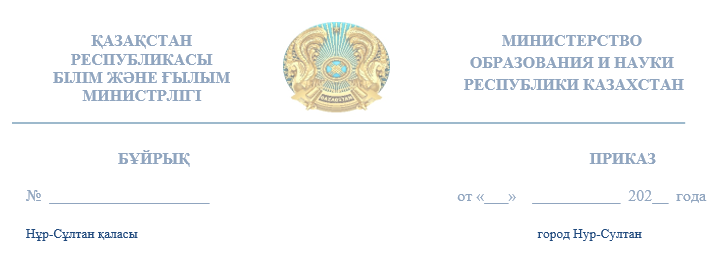 ҚАЗАҚСТАН
РЕСПУБЛИКАСЫ
БІЛІМ ЖӘНЕ ҒЫЛЫМ
МИНИСТРЛІГІ
QAZAQSTAN
МИНИСТЕРСТВО
ОБРАЗОВАНИЯ И НАУКИ
РЕСПУБЛИКИ КАЗАХСТАН
БҰЙРЫҚ
ПРИКАЗ
№ ____________________
от «___» ___________ 202__ года
Нұр-Сұлтан қаласы
город Нур-Султан